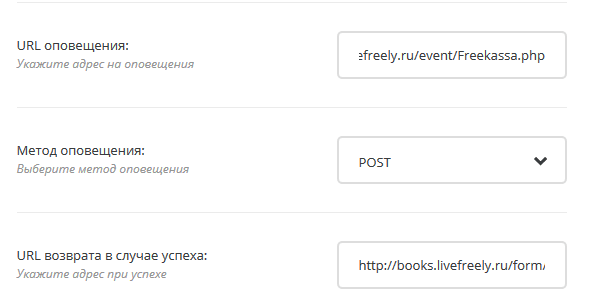 URL оповещения:
Укажите адрес на оповещения
efreely.ru/event/Freekassa.php
Метод оповещения:
Выберите метод оповещения
POST
URL возврата в случае успеха:
Укажите адрес при успехе
http://books.livefreely.ru/form/